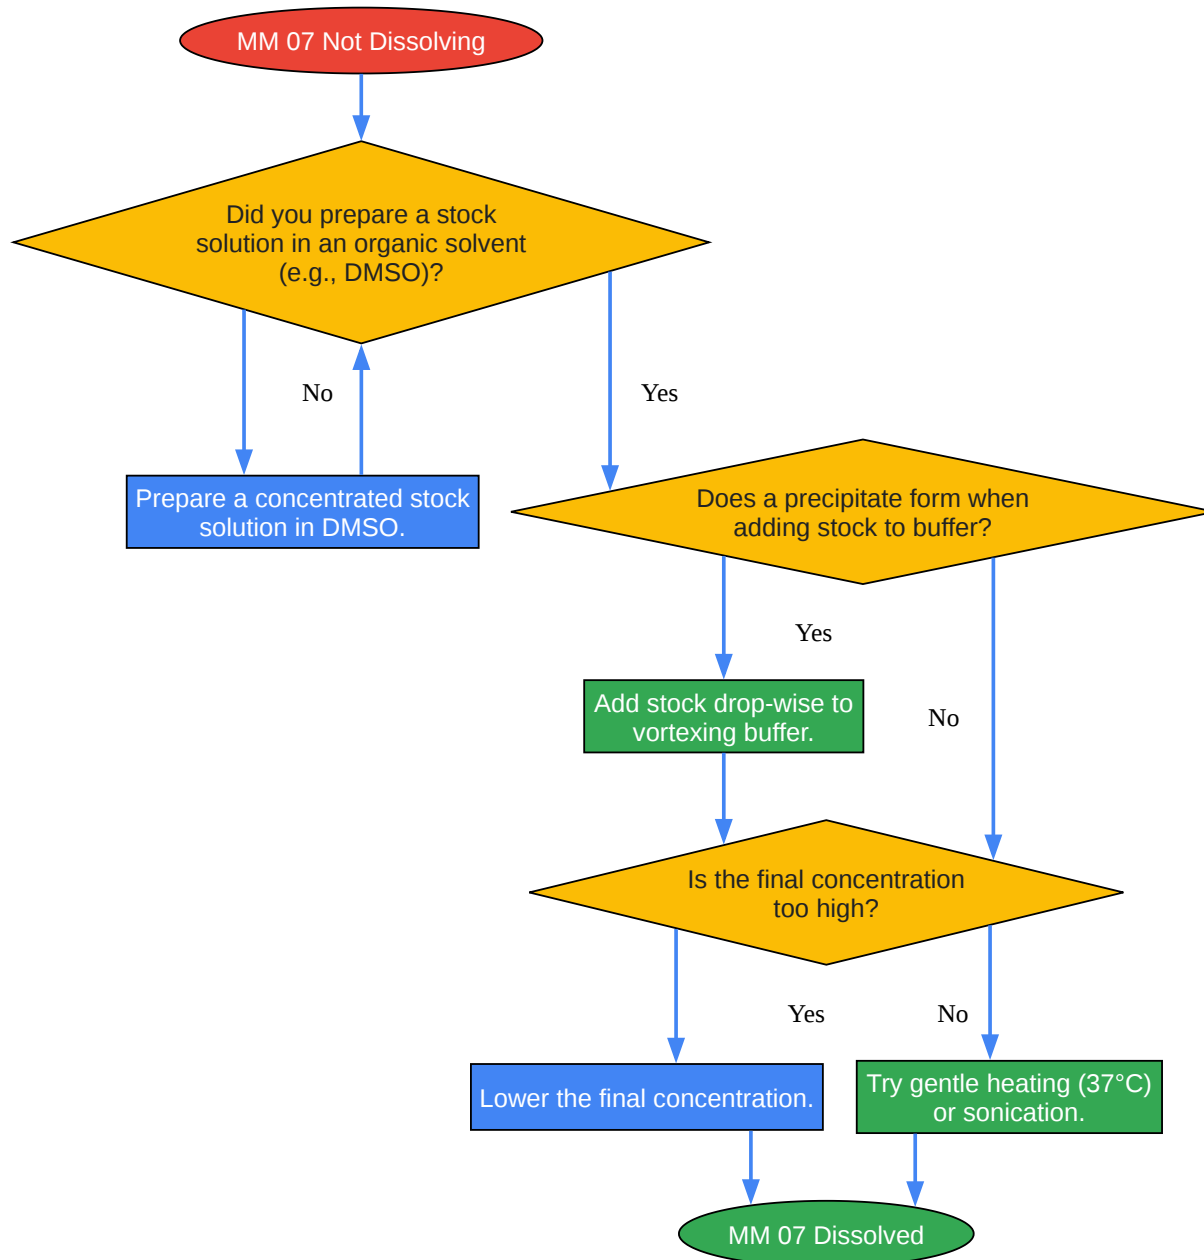 MM 07 Not Dissolving
Did you prepare a stock
solution in an organic solvent
(e.g., DMSO)?
No
Yes
Prepare a concentrated stock
solution in DMSO.
Does a precipitate form when
adding stock to buffer?
Yes
Add stock drop-wise to
vortexing buffer.
No
Is the final concentration
too high?
Yes
No
Lower the final concentration.
Try gentle heating (37°C)
or sonication.
MM 07 Dissolved